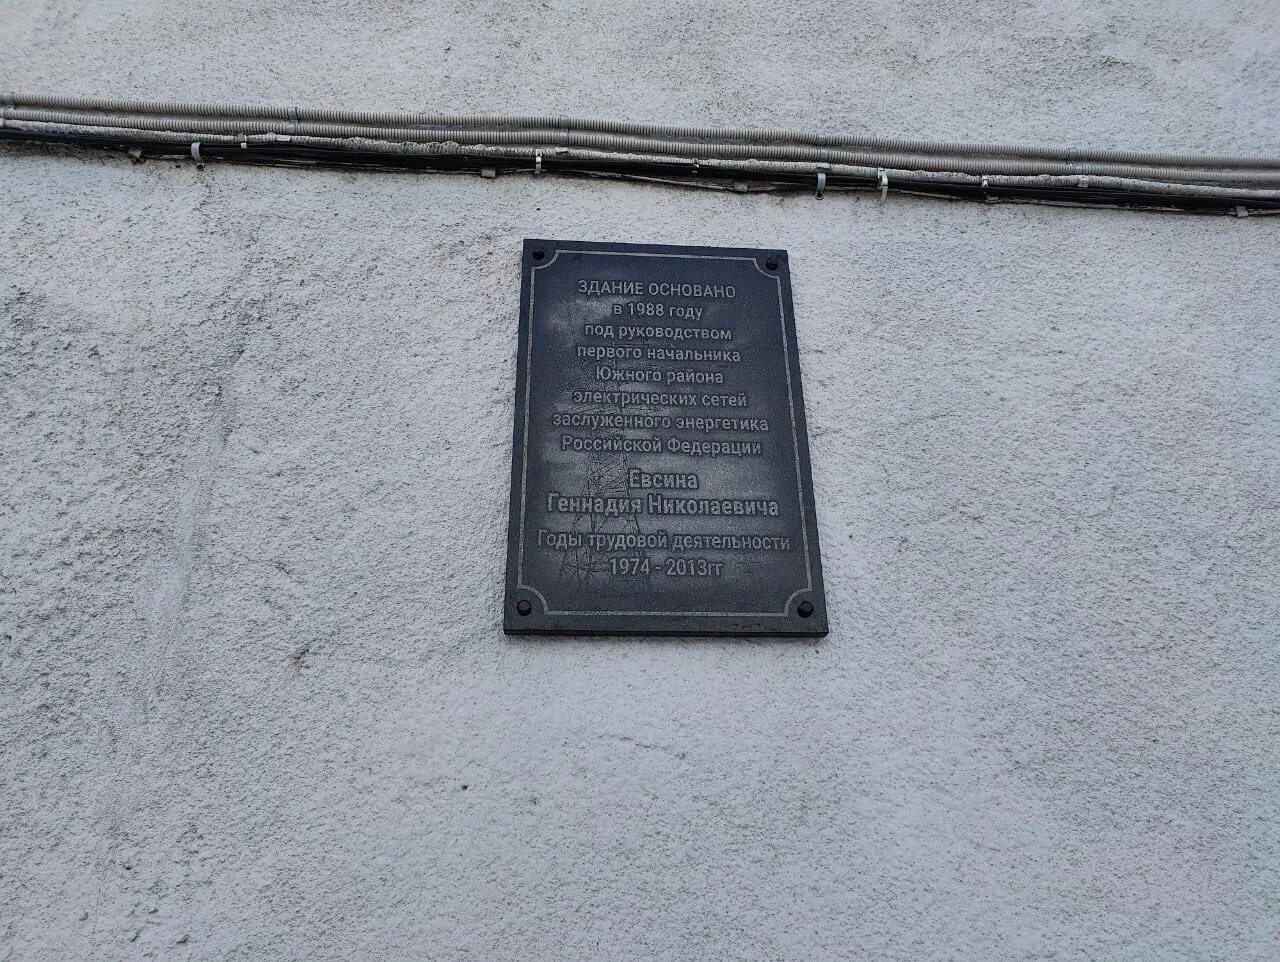 ЗДАНИЕ ОСНОВАНО
в 1988 году
под руководством
первого начальника
Южного района
электрических сетей
заслуженного энергетика
Российской Федерации
Евсина
Геннадия Николаевича
Годы трудовой деятельности
1974 - 2013гг